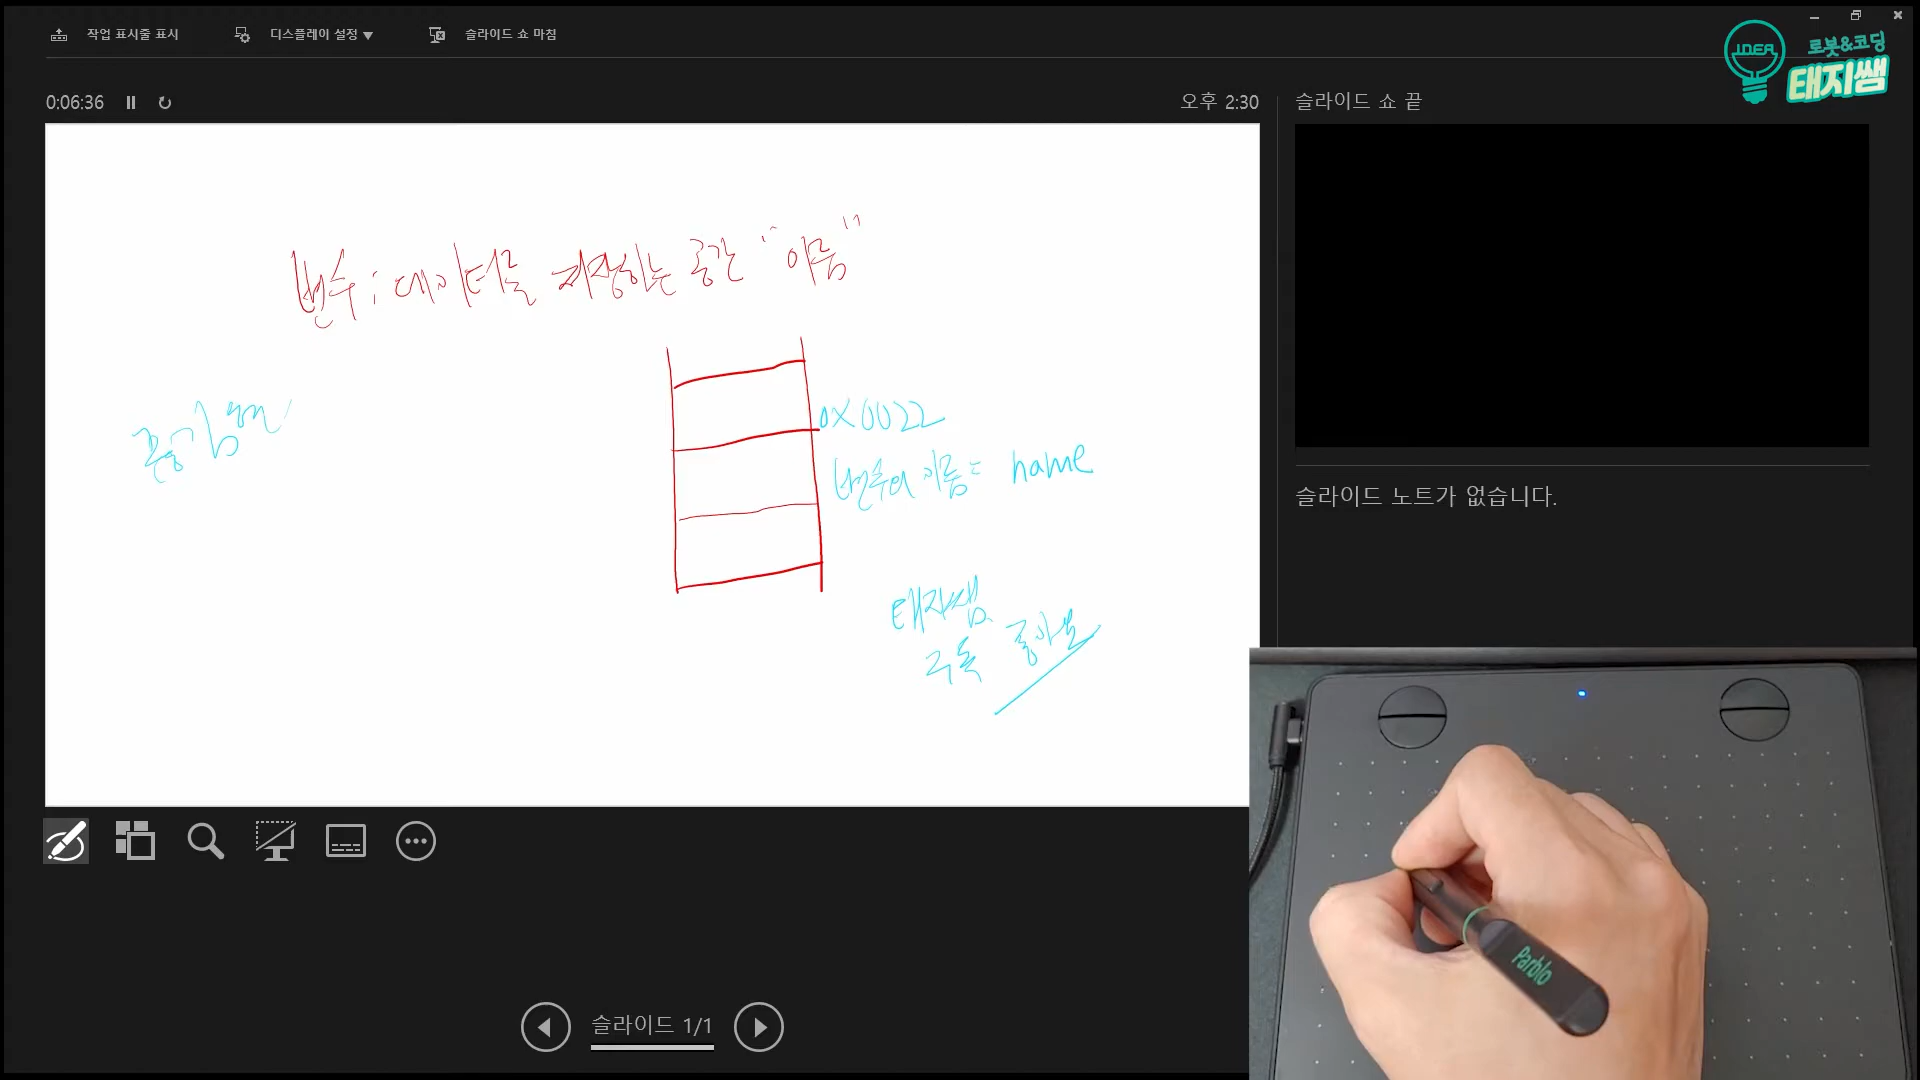 작업 표시줄 표시
디스플레이 설정 ▼
슬라이드 쇼 마침
IDEA
로봇&코딩
태지쌤
0:06:36
오후 2:30
슬라이드 쇼 끝
변수 ; 데이터를 저장하는 공간 "이름"
0X0022
변수의 이름 = name
태지쌤
구독 좋아요
슬라이드 노트가 없습니다.
Parblo
슬라이드 1/1